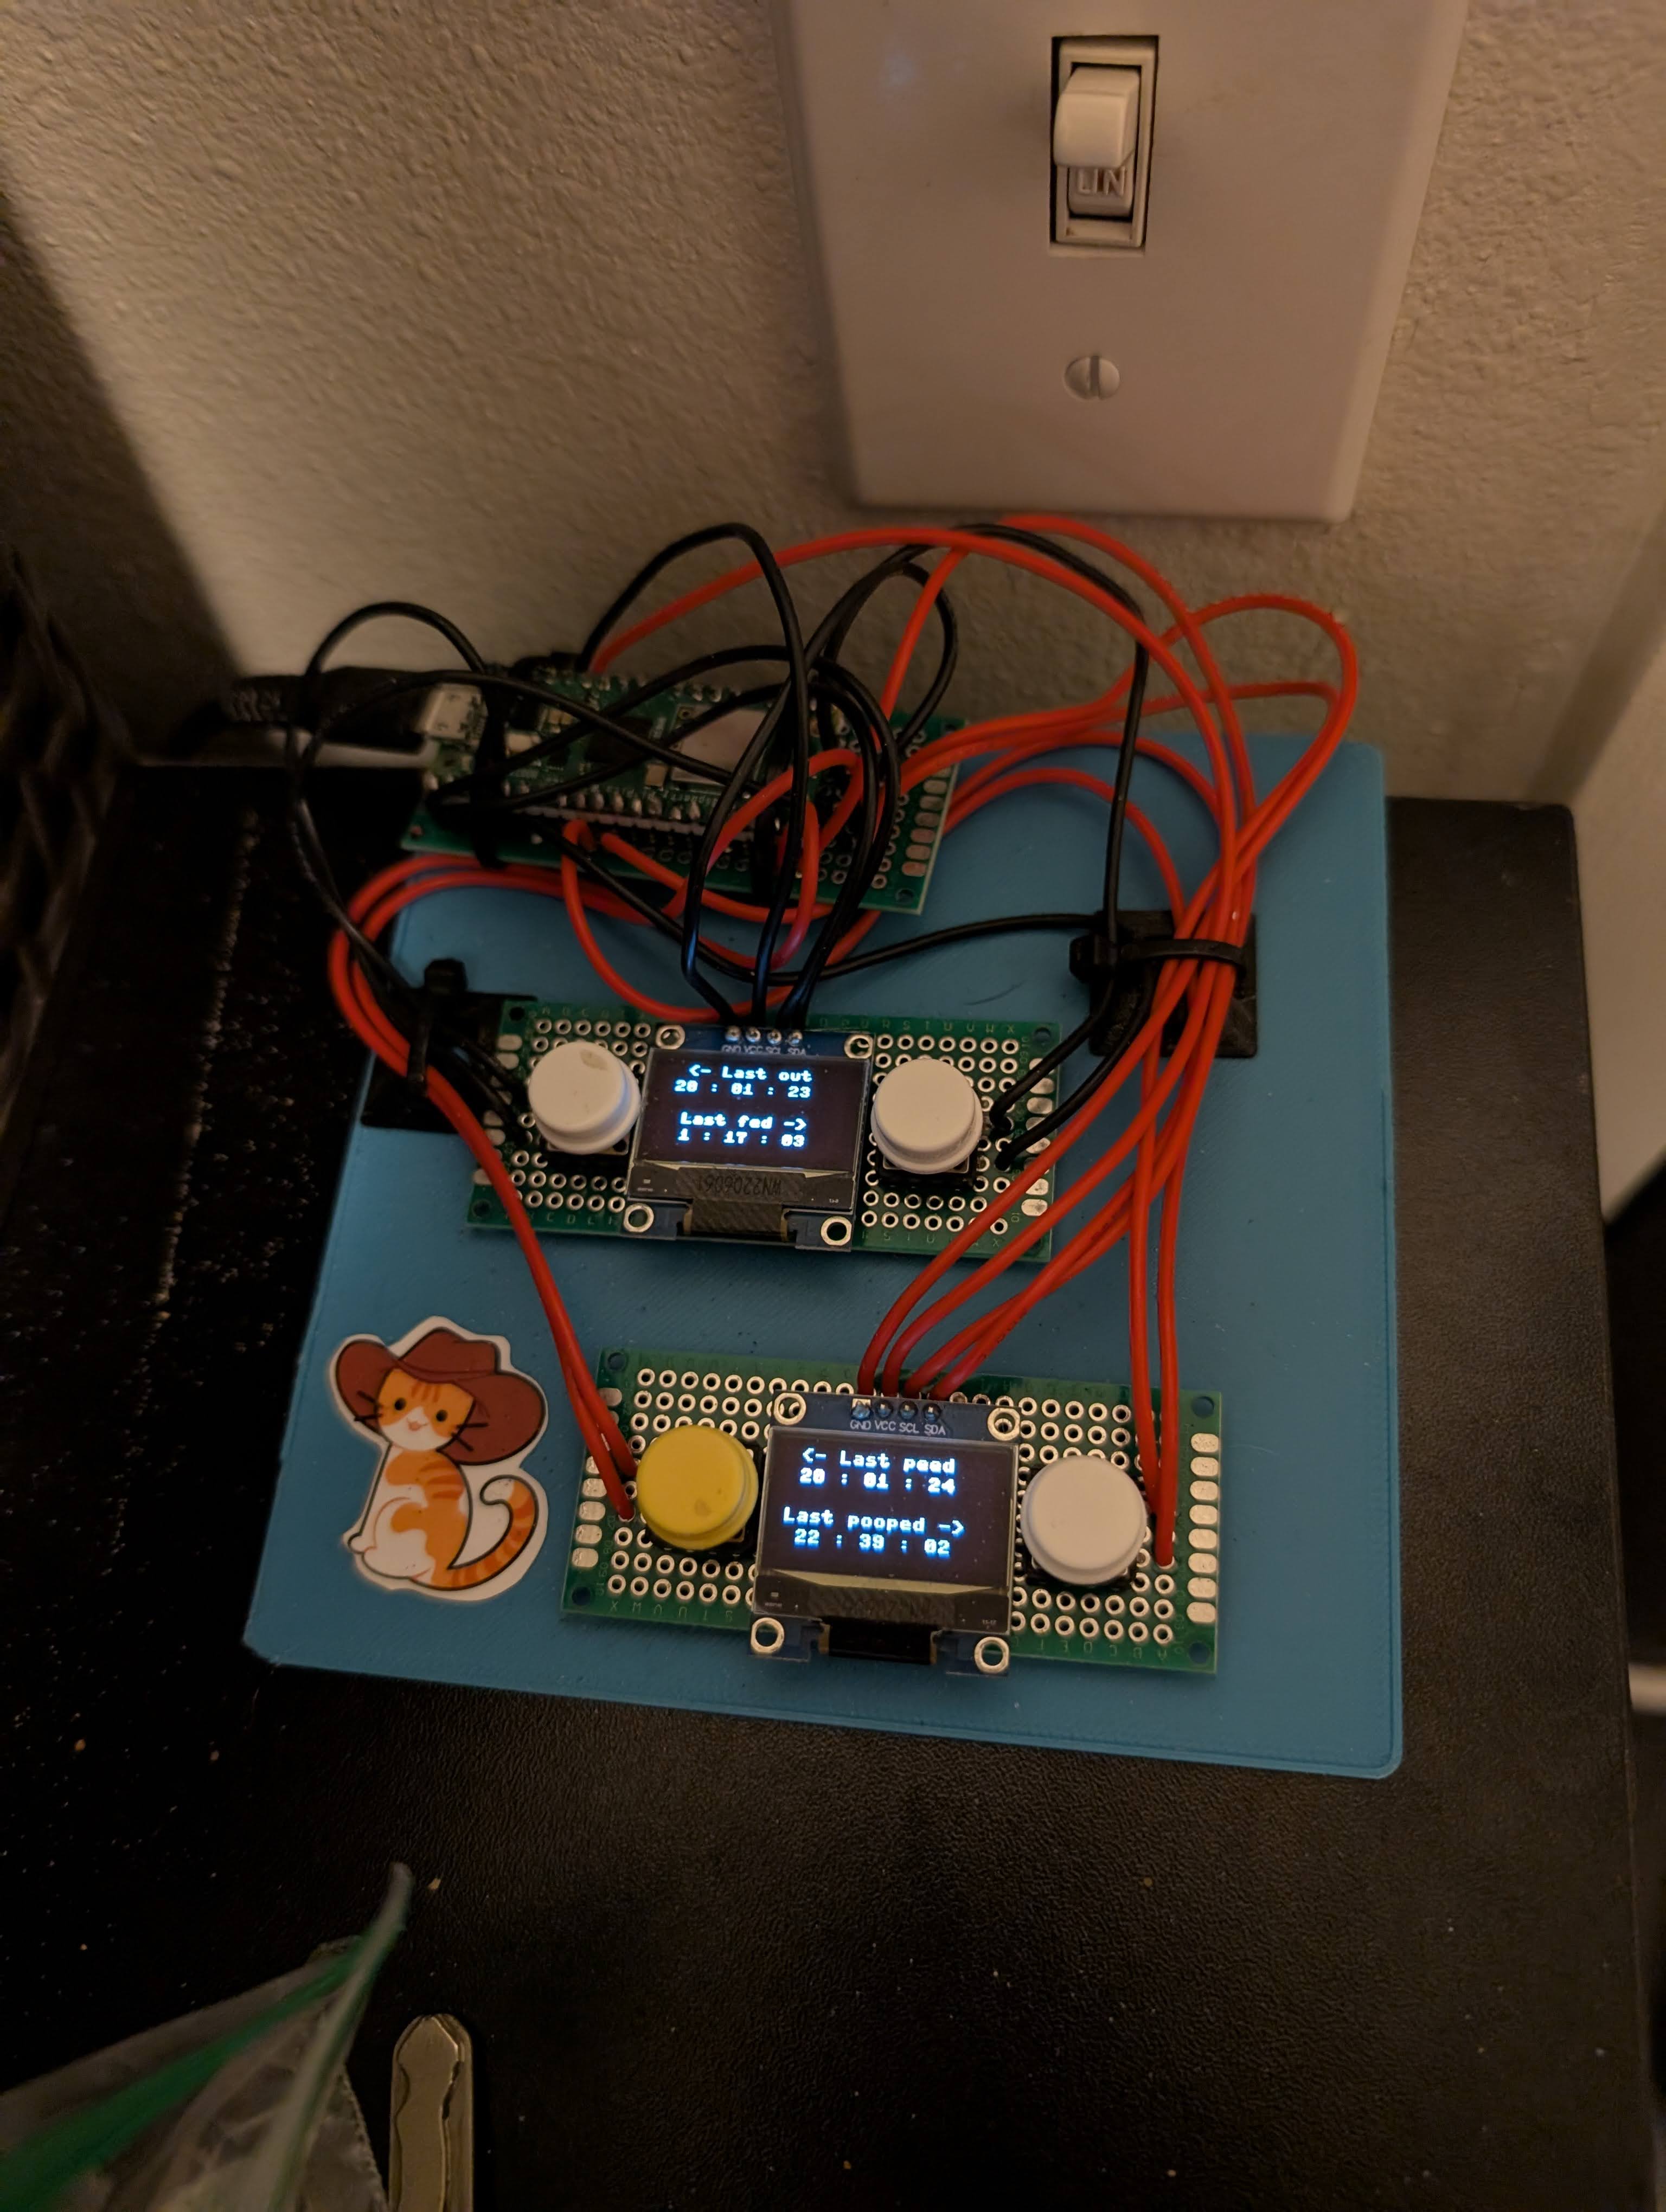 ON
GND VCC SCL SDA
<- Last out
20 : 01 : 23
Last fed ->
1 : 17 : 03
GND VCC SCL SDA
<- Last peed
20 : 01 : 24
Last pooped ->
22 : 39 : 02